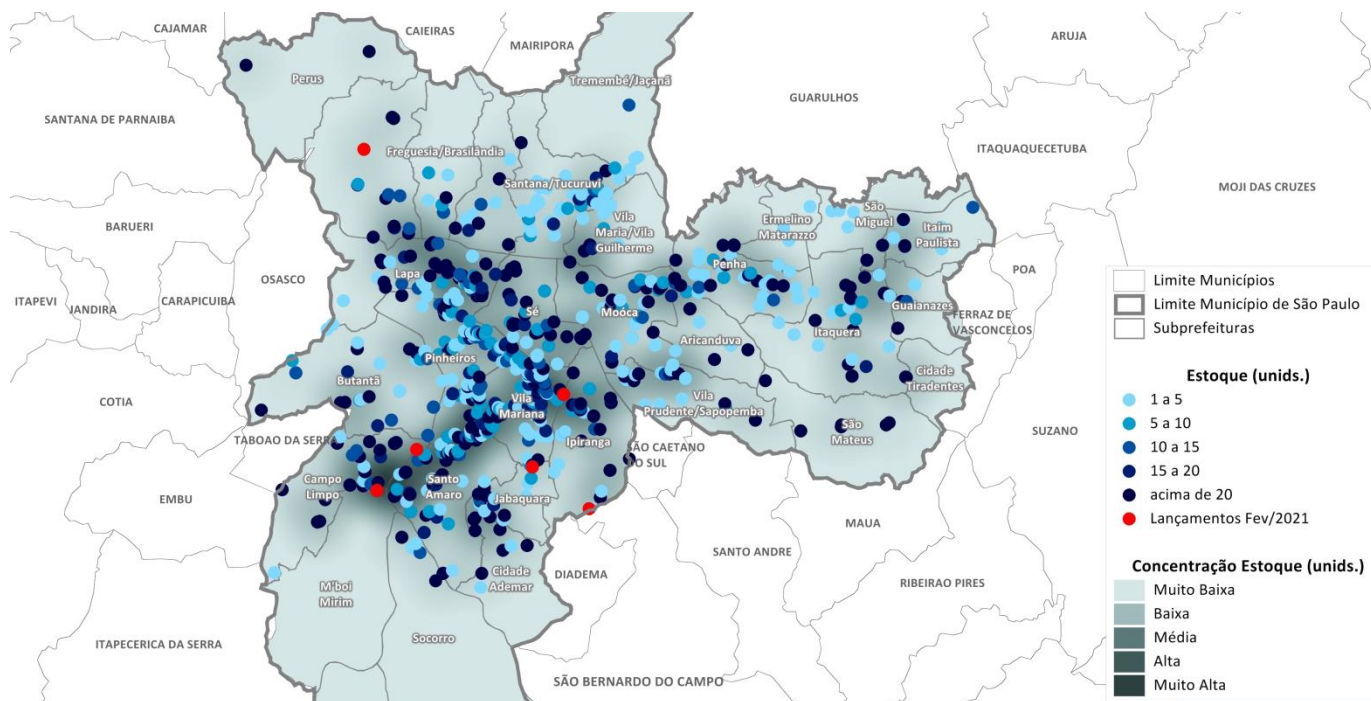 CAJAMAR
CAIEIRAS
MAIRIPORA
ARUJA
Perus
Tremembé/Jaçanã
GUARULHOS
SANTANA DE PARNAIBA
ITAQUAQUECETUBA
Freguesia/Brasilândia
Santana/Tucuruvi
MOJI DAS CRUZES
BARUERI
Vila
Maria/Vila
Guilherme
Ermelino
Matarazzo
São
Miguel
Itaim
Paulista
OSASCO
Lapa
Penha
POA
ITAPEVI
JANDIRA
CARAPICUIBA
Sé
Moóca
Guaianazes
FERRAZ DE
VASCONCELOS
Itaquera
Aricanduva
Pinheiros
Butantã
Cidade
Tiradentes
COTIA
Vila
Mariana
Vila
Prudente/Sapopemba
São
Mateus
SUZANO
TABOAO DA SERRA
Ipiranga
SÃO CAETANO
DO SUL
EMBU
Campo
Limpo
Santo
Amaro
Jabaquara
MAUA
SANTO ANDRE
M'boi
Mirim
Cidade
Ademar
DIADEMA
RIBEIRAO PIRES
ITAPECERICA DA SERRA
Socorro
SÃO BERNARDO DO CAMPO
Limite Municípios
Limite Município de São Paulo
Subprefeituras
Estoque (unids.)
1 a 5
5 a 10
10 a 15
15 a 20
acima de 20
Lançamentos Fev/2021
Concentração Estoque (unids.)
Muito Baixa
Baixa
Média
Alta
Muito Alta